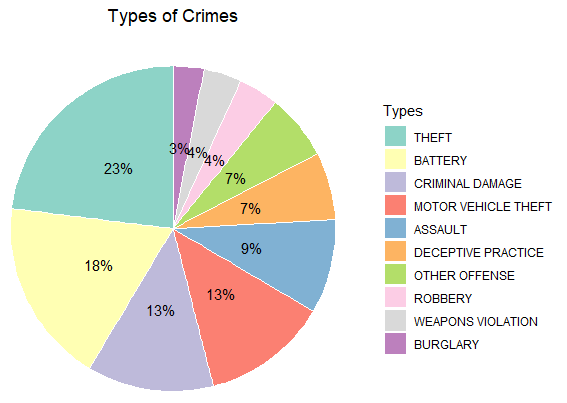 Types of Crimes
3%
4%
4%
23%
7%
7%
9%
18%
13%
13%
Types
THEFT
BATTERY
CRIMINAL DAMAGE
MOTOR VEHICLE THEFT
ASSAULT
DECEPTIVE PRACTICE
OTHER OFFENSE
ROBBERY
WEAPONS VIOLATION
BURGLARY